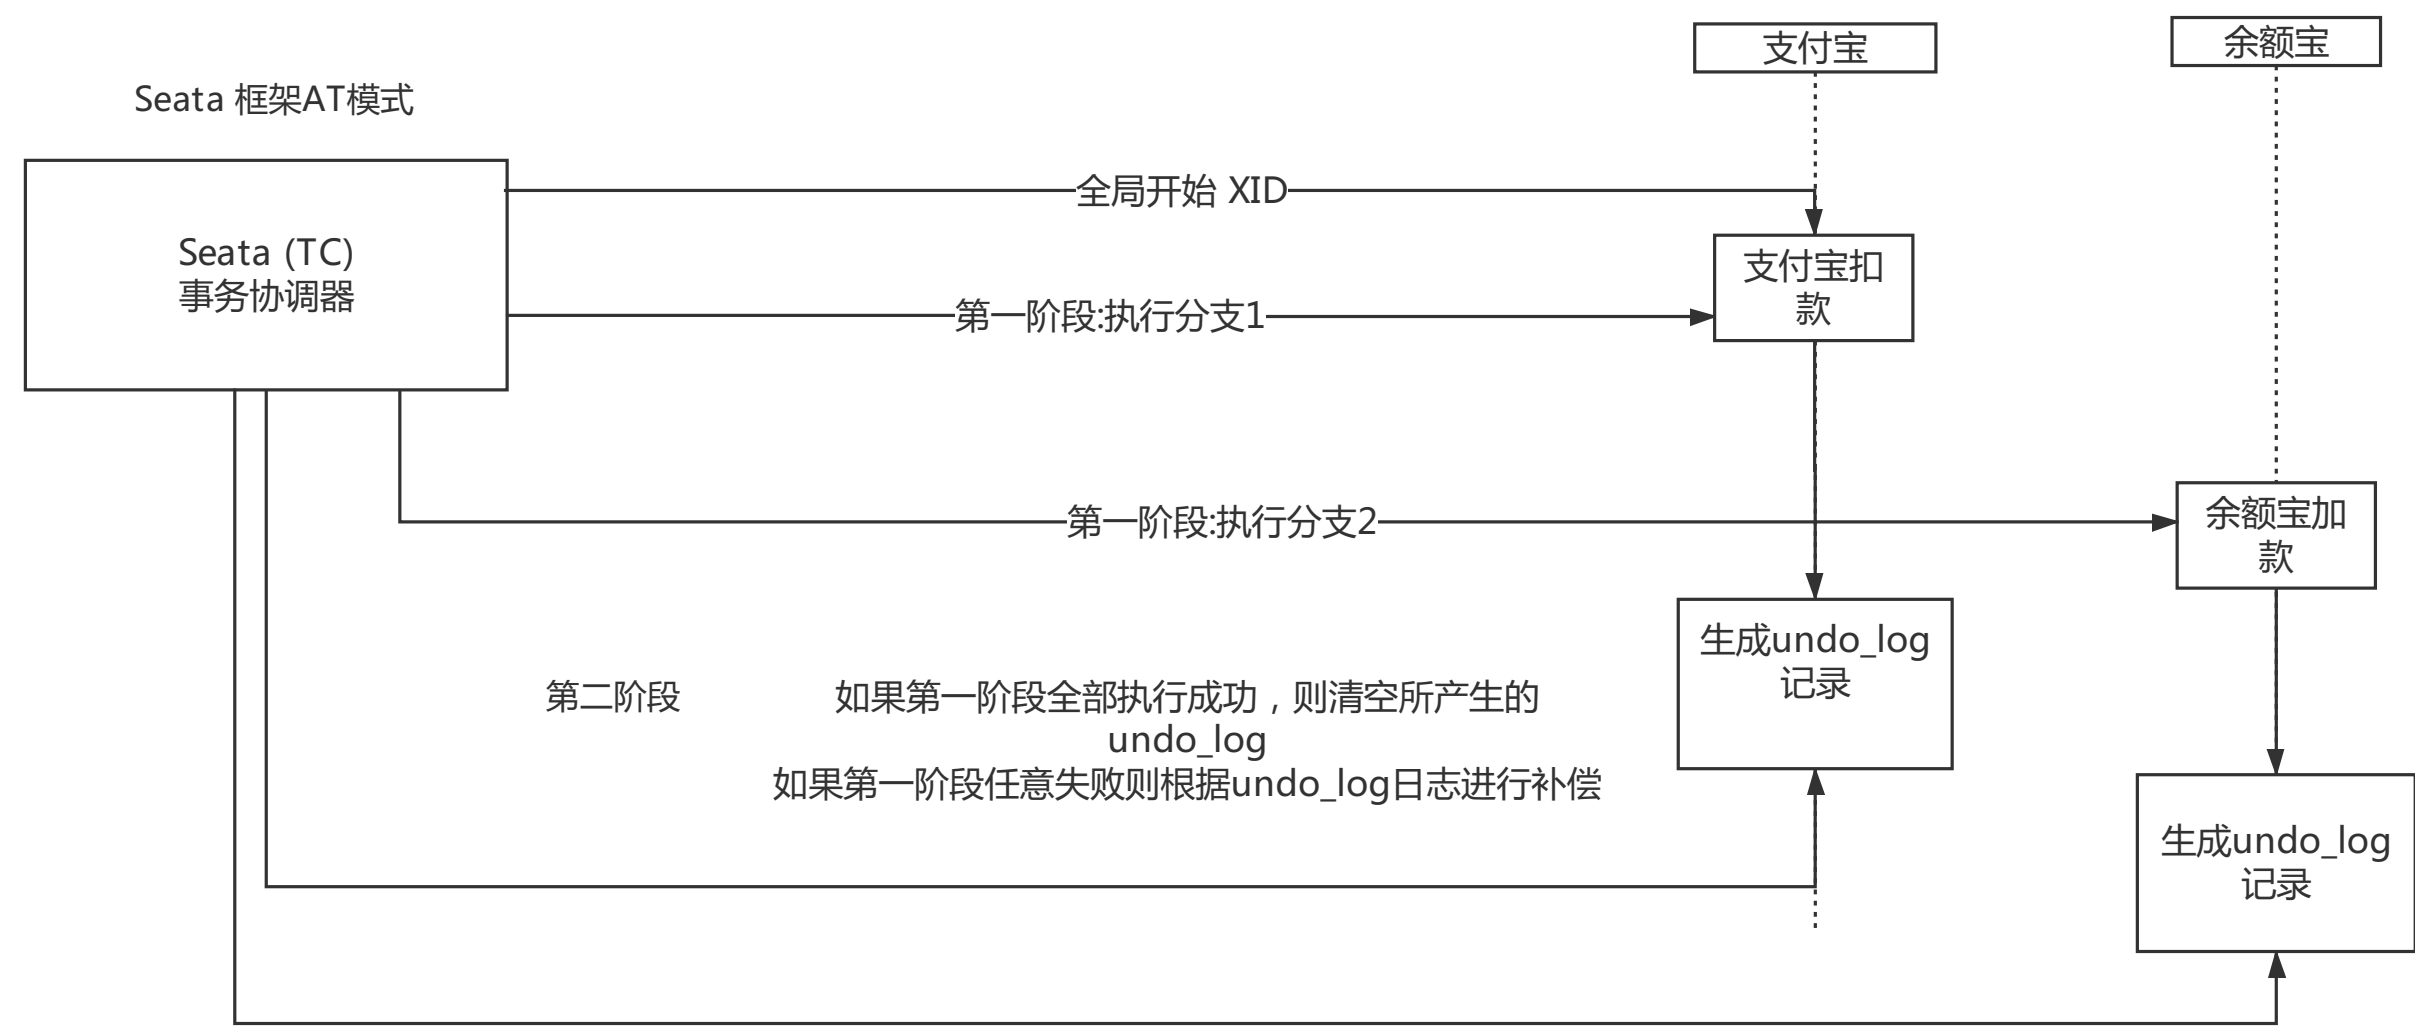 支付宝
余额宝
Seata 框架AT模式
全局开始 XID
Seata (TC)
事务协调器
支付宝扣
款
第一阶段:执行分支1
第一阶段:执行分支2
余额宝加
款
生成undo_log
记录
第二阶段
如果第一阶段全部执行成功，则清空所产生的
undo_log
如果第一阶段任意失败则根据undo_log日志进行补偿
生成undo_log
记录